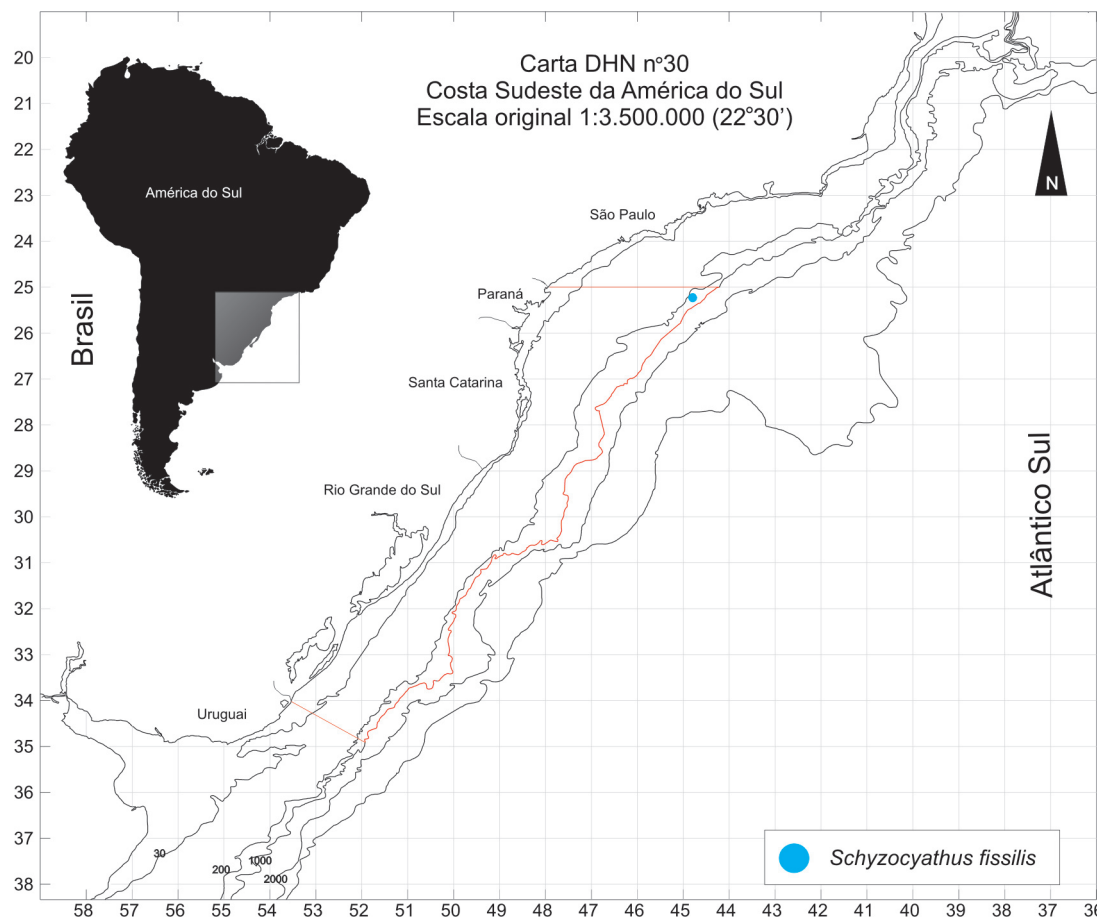 Carta DHN nº30
Costa Sudeste da América do Sul
Escala original 1:3.500.000 (22°30')
20
21
22
23
24
25
26
27
28
29
30
31
32
33
34
35
36
37
38
América do Sul
Brasil
N
São Paulo
Paraná
Santa Catarina
Rio Grande do Sul
Uruguai
Atlântico Sul
30
200
1000
2000
Schyzocyathus fissilis
58 57 56 55 54 53 52 51 50 49 48 47 46 45 44 43 42 41 40 39 38 37 36